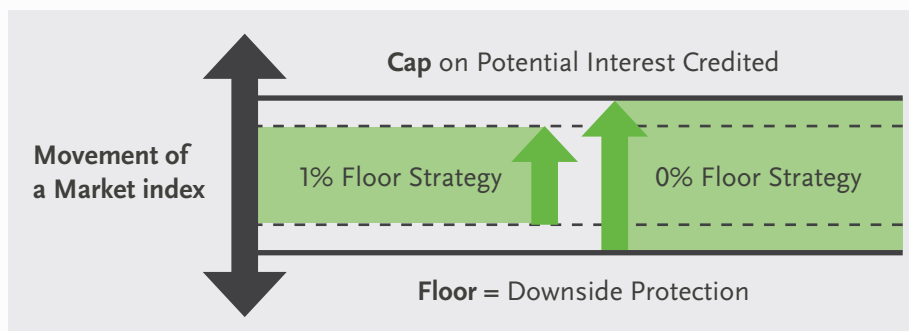 Cap on Potential Interest Credited
Movement of
a Market index
1% Floor Strategy
0% Floor Strategy
Floor = Downside Protection